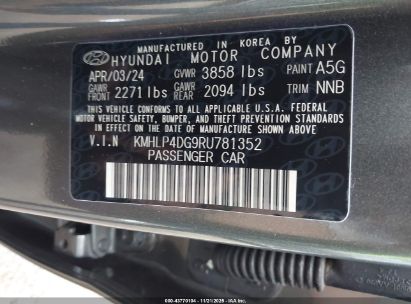 MANUFACTURED IN KOREA BY
HYUNDAI MOTOR COMPANY
APR/03/24 GVWR 3858 lbs PAINT A5G
GAWR FRONT 2271 lbs GAWR REAR 2094 lbs TRIM NNB
THIS VEHICLE CONFORMS TO ALL APPLICABLE U.S.A. FEDERAL
MOTOR VEHICLE SAFETY, BUMPER, AND THEFT PREVENTION
STANDARDS IN EFFECT ON THE DATE OF MANUFACTURE SHOWN ABOVE.
V.I.N KMHLP4DG9RU781352
PASSENGER CAR